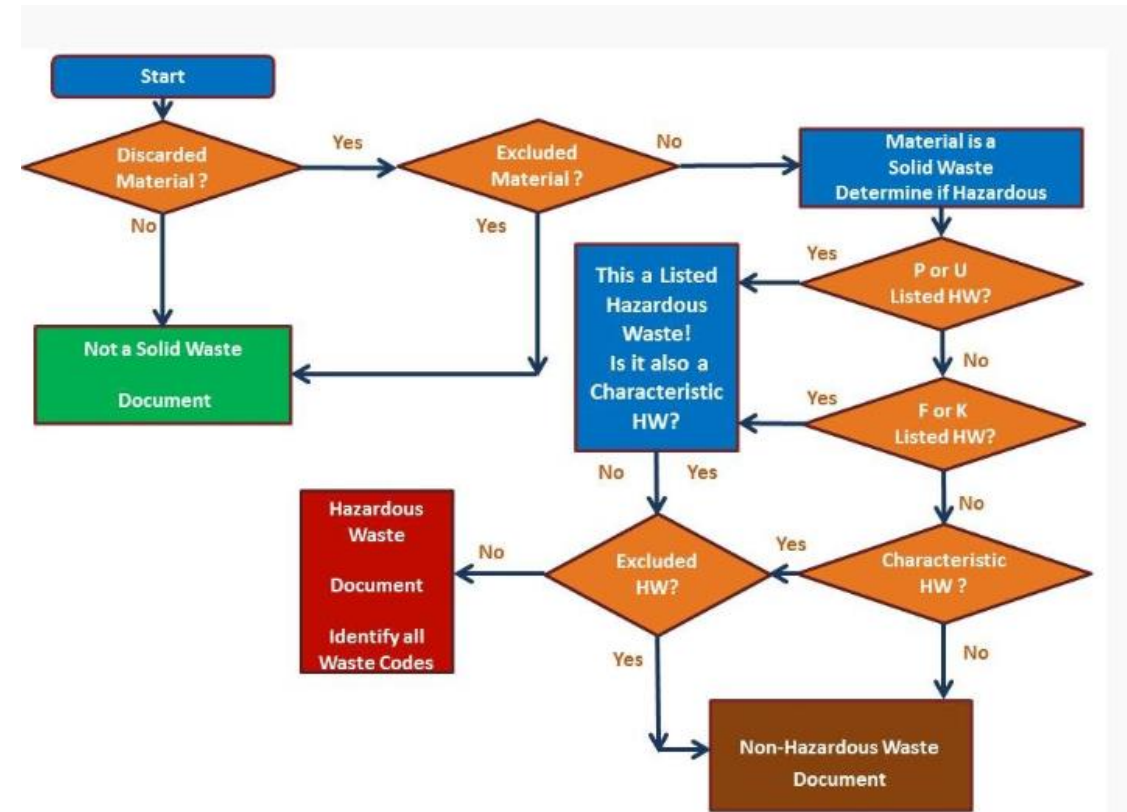 Start
Discarded
Material ?
Yes
Excluded
Material ?
No
Material is a
Solid Waste
Determine if Hazardous
No
Yes
Not a Solid Waste
Document
This a Listed
Hazardous
Waste!
Is it also a
Characteristic
HW?
Yes
P or U
Listed HW?
No
Yes
F or K
Listed HW?
No Yes
No
Hazardous
Waste
Document
Identify all
Waste Codes
No
Excluded
HW?
Yes
Characteristic
HW ?
Yes
No
Non-Hazardous Waste
Document